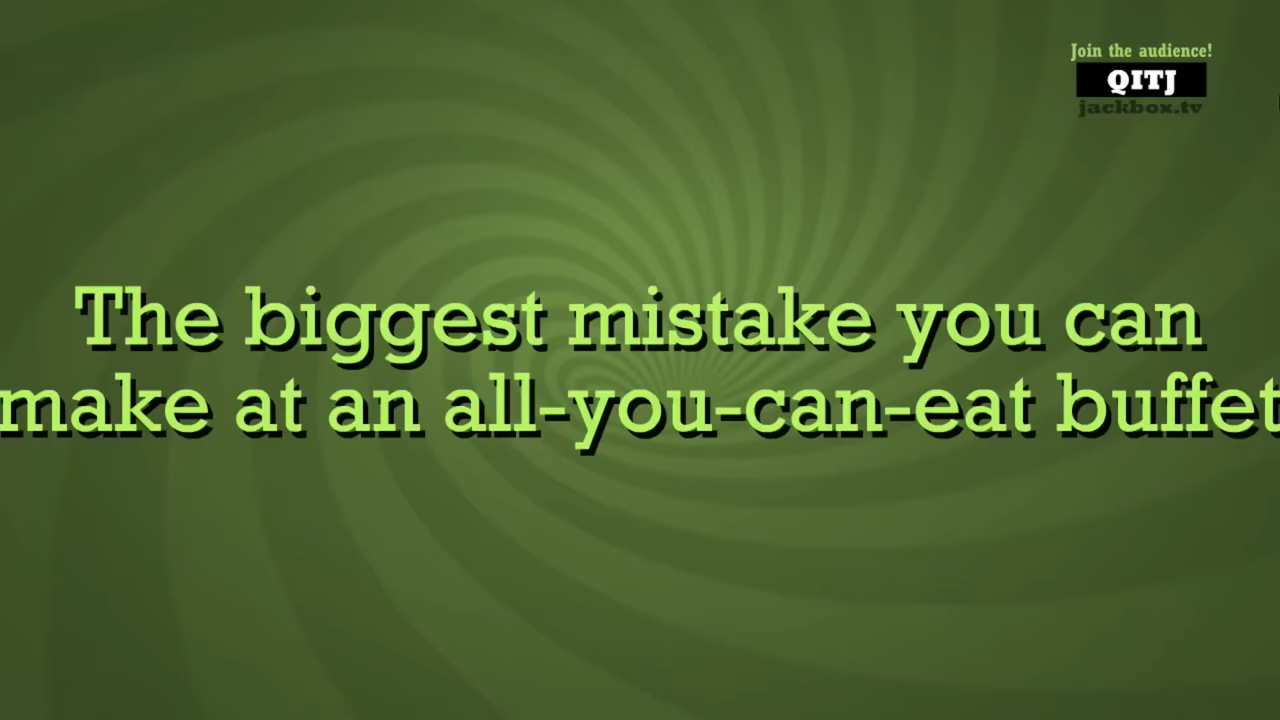 Join the audience!
QITJ
jackbox.tv
The biggest mistake you can
make at an all-you-can-eat buffet